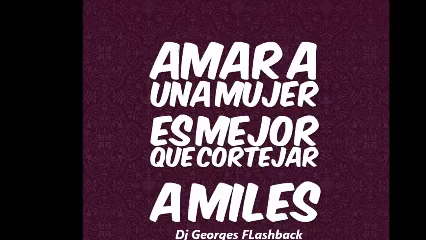 AMAR A
UNA MUJER
ES MEJOR
QUE CORTEJAR
A MILES
Dj Georges FLashback